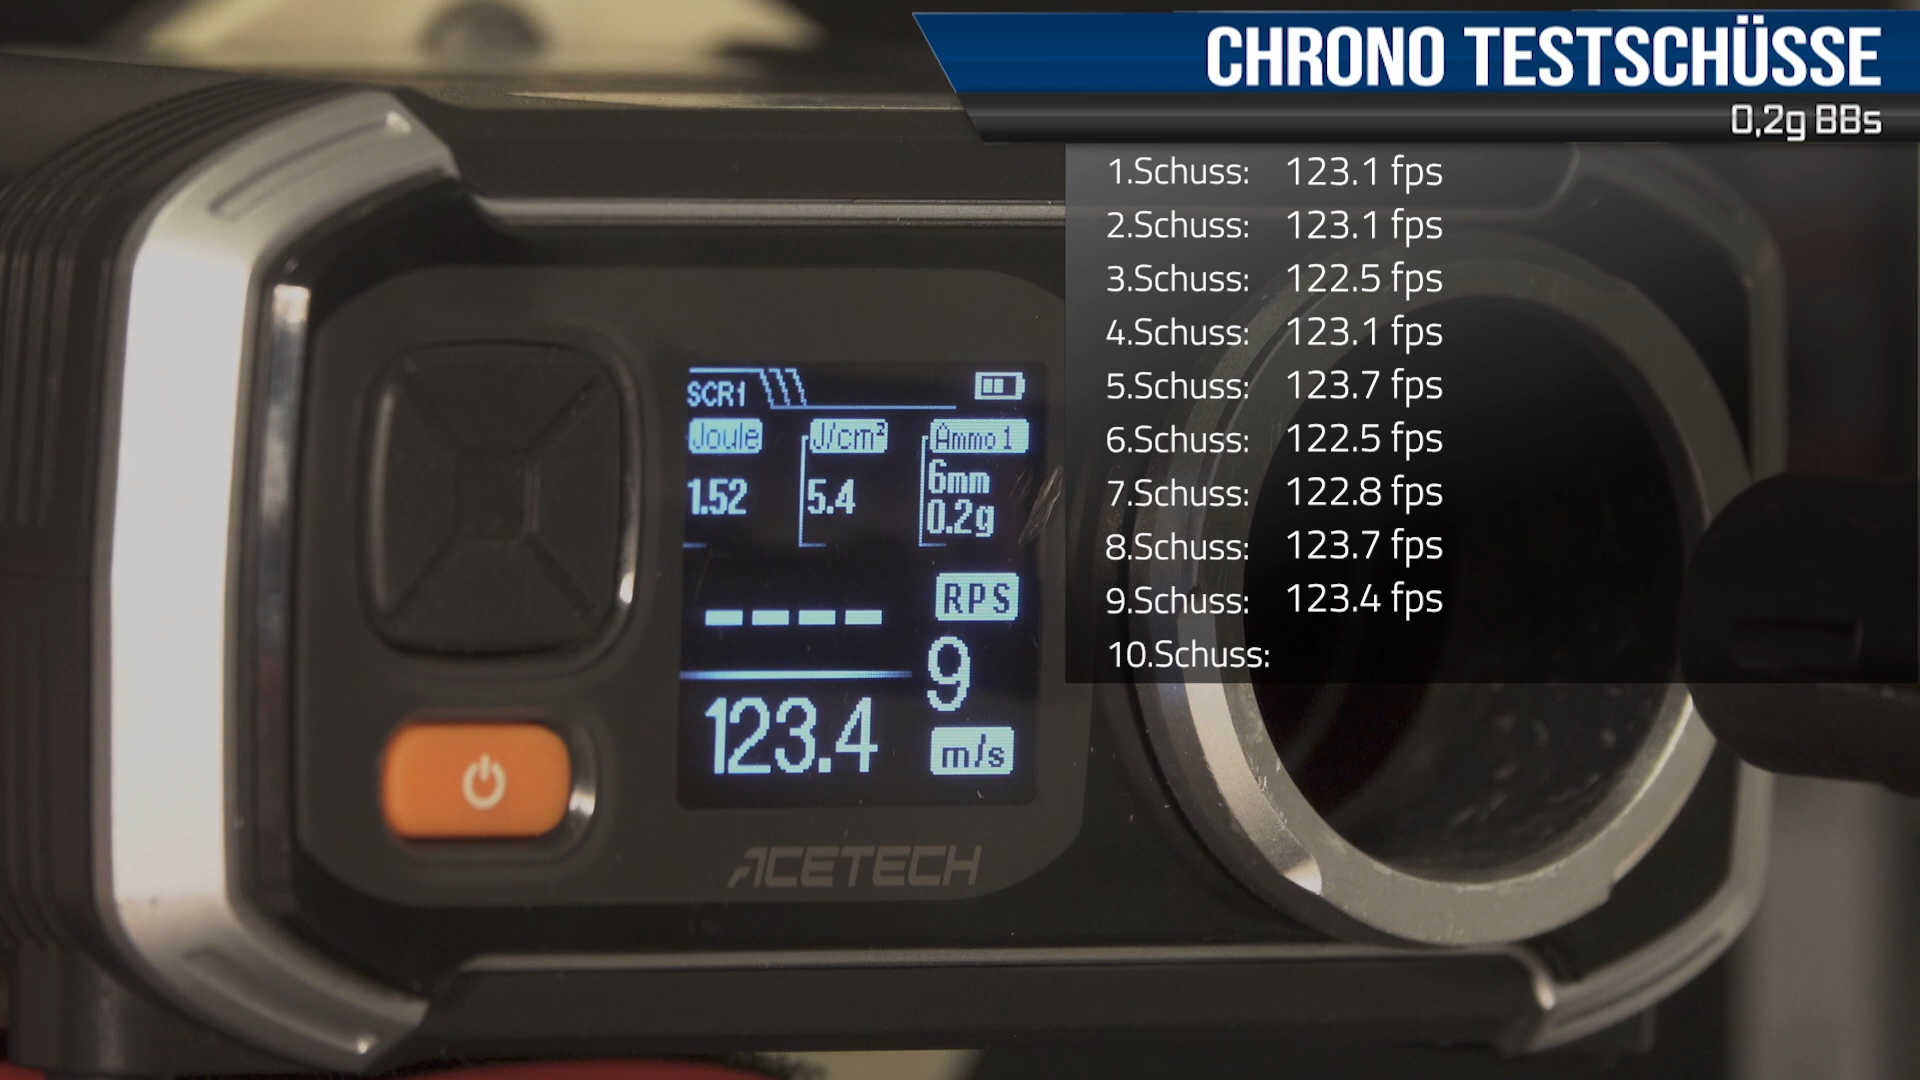 CHRONO TESTSCHÜSSE
0,2g BBs
1.Schuss: 123.1 fps
2.Schuss: 123.1 fps
3.Schuss: 122.5 fps
4.Schuss: 123.1 fps
5.Schuss: 123.7 fps
6.Schuss: 122.5 fps
7.Schuss: 122.8 fps
8.Schuss: 123.7 fps
9.Schuss: 123.4 fps
10.Schuss:
SCR1
Joule J/cm² Ammo 1
1.52 5.4 6mm
0.2g
---- RPS
9
123.4 m/s
ACETECH